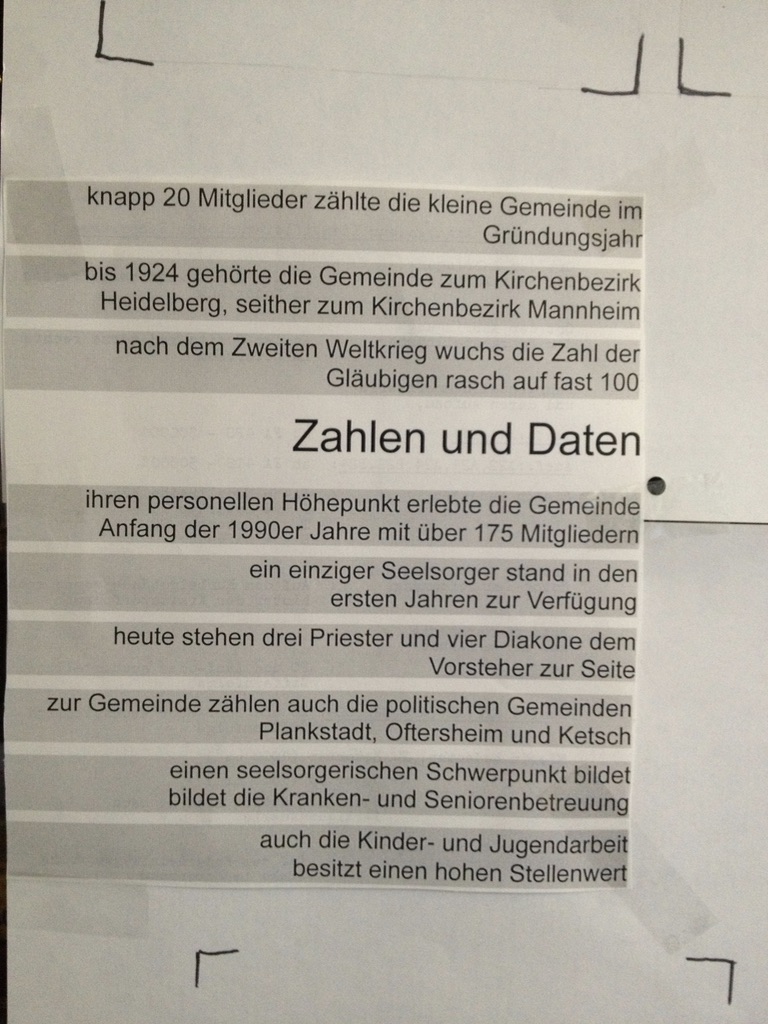 knapp 20 Mitglieder zählte die kleine Gemeinde im
Gründungsjahr
bis 1924 gehörte die Gemeinde zum Kirchenbezirk
Heidelberg, seither zum Kirchenbezirk Mannheim
nach dem Zweiten Weltkrieg wuchs die Zahl der
Gläubigen rasch auf fast 100
Zahlen und Daten
ihren personellen Höhepunkt erlebte die Gemeinde
Anfang der 1990er Jahre mit über 175 Mitgliedern
ein einziger Seelsorger stand in den
ersten Jahren zur Verfügung
heute stehen drei Priester und vier Diakone dem
Vorsteher zur Seite
zur Gemeinde zählen auch die politischen Gemeinden
Plankstadt, Oftersheim und Ketsch
einen seelsorgerischen Schwerpunkt bildet
bildet die Kranken- und Seniorenbetreuung
auch die Kinder- und Jugendarbeit
besitzt einen hohen Stellenwert